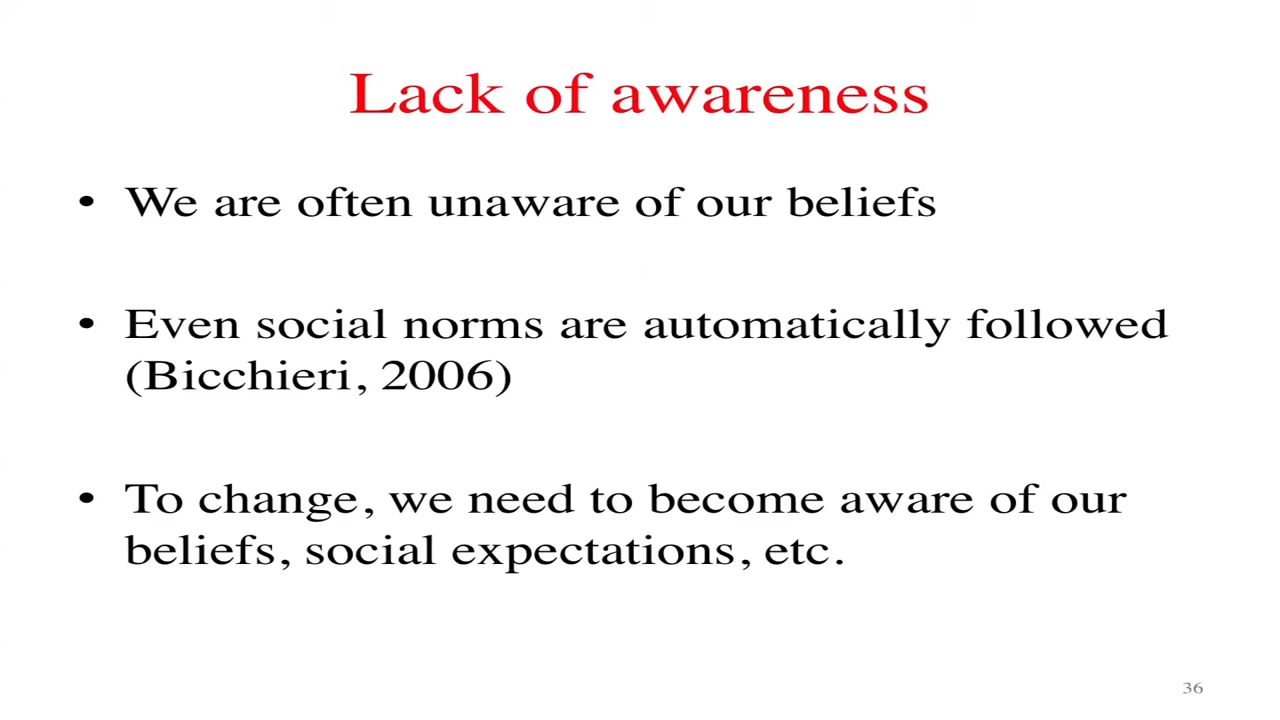 Lack of awareness
• We are often unaware of our beliefs
• Even social norms are automatically followed
(Bicchieri, 2006)
• To change, we need to become aware of our
beliefs, social expectations, etc.
36